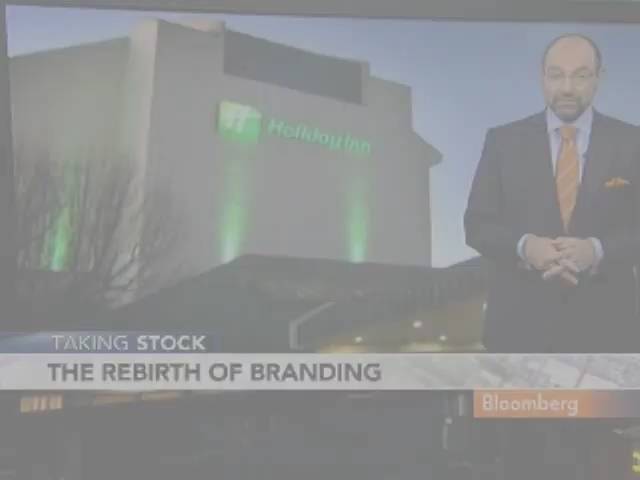 H
Holiday Inn
TAKING STOCK
THE REBIRTH OF BRANDING
Bloomberg